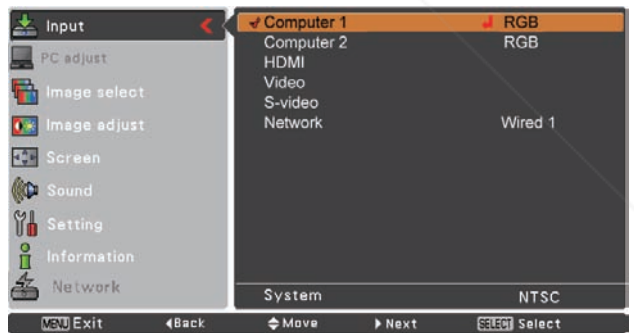 Input
PC adjust
Image select
Image adjust
Screen
Sound
Setting
Information
Network
Computer 1 RGB
Computer 2 RGB
HDMI
Video
S-video
Network Wired 1
System NTSC
MENU Exit Back Move Next SELECT Select